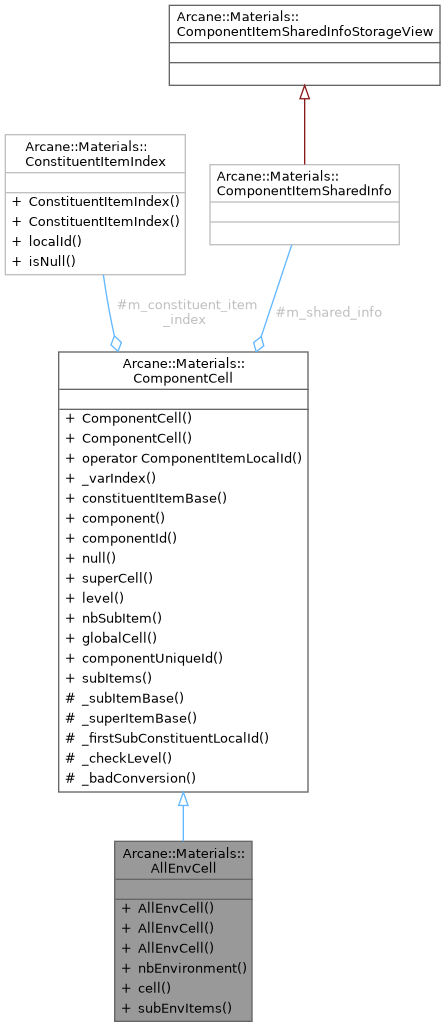 Arcane::Materials::
ComponentItemSharedInfoStorageView
Arcane::Materials::
ConstituentItemIndex
+ ConstituentItemIndex()
+ ConstituentItemIndex()
+ localId()
+ isNull()
Arcane::Materials::
ComponentItemSharedInfo
#m_constituent_item
_index
#m_shared_info
Arcane::Materials::
ComponentCell
+ ComponentCell()
+ ComponentCell()
+ operator ComponentItemLocalId()
+ _varIndex()
+ constituentItemBase()
+ component()
+ componentId()
+ null()
+ superCell()
+ level()
+ nbSubItem()
+ globalCell()
+ componentUniqueId()
+ subItems()
# _subItemBase()
# _superItemBase()
# _firstSubConstituentLocalId()
# _checkLevel()
# _badConversion()
Arcane::Materials::
AllEnvCell
+ AllEnvCell()
+ AllEnvCell()
+ AllEnvCell()
+ nbEnvironment()
+ cell()
+ subEnvItems()